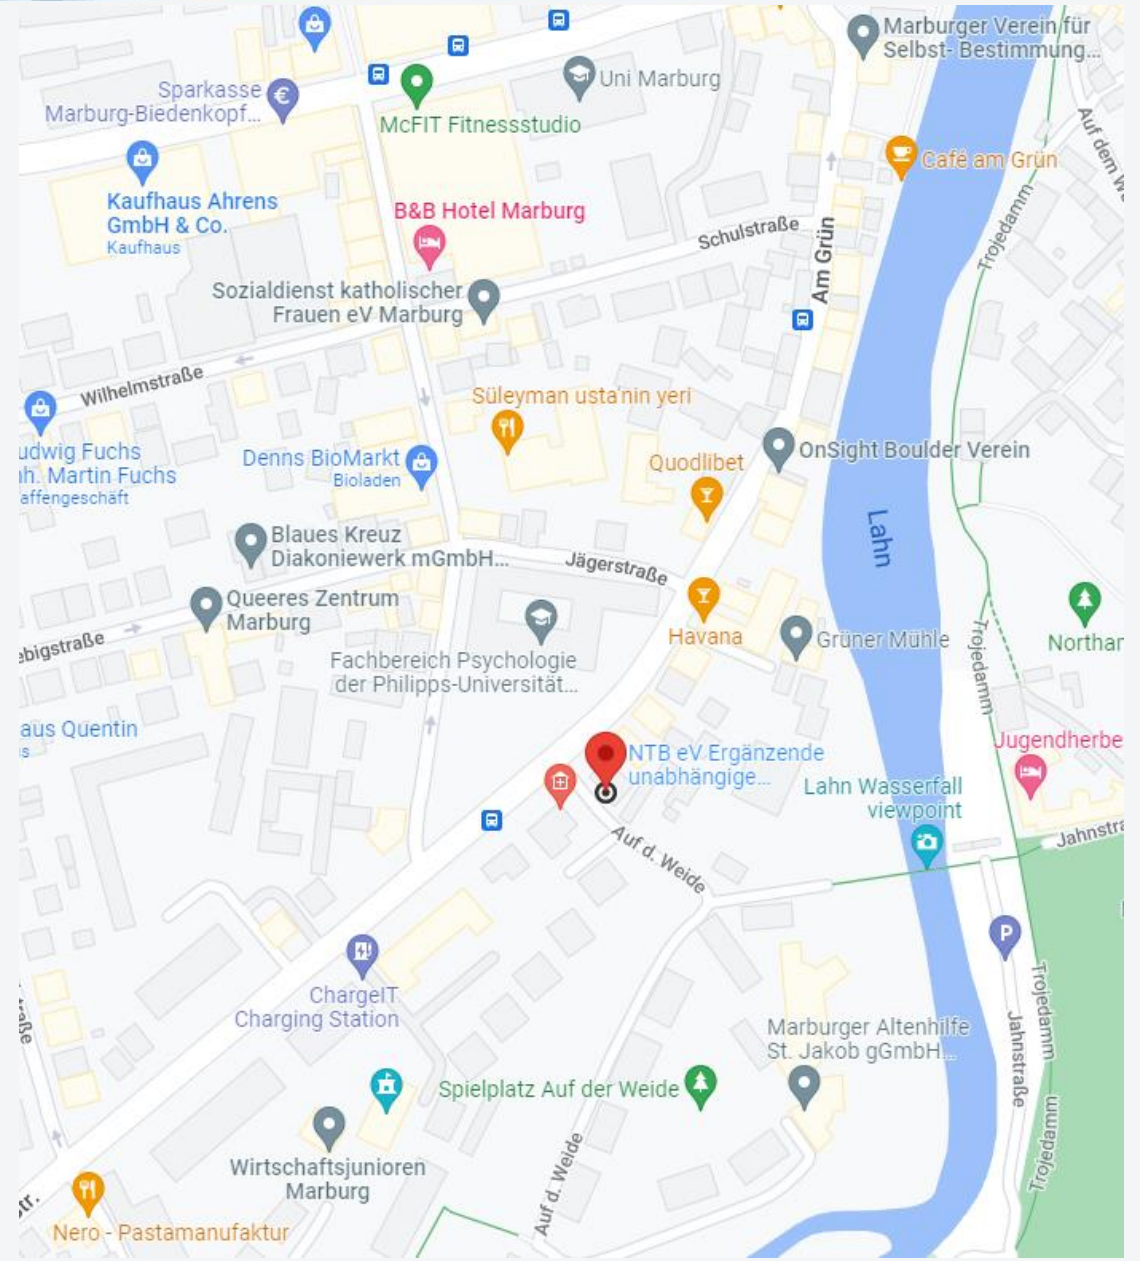 Marburger Verein für
Selbst- Bestimmung...
Uni Marburg
Sparkasse
Marburg-Biedenkopf...
€
McFIT Fitnessstudio
Auf dem
Café am Grün
Kaufhaus Ahrens
GmbH & Co.
Kaufhaus
B&B Hotel Marburg
Schulstraße
Am Grün
Trojedamm
Sozialdienst katholischer
Frauen eV Marburg
Wilhelmstraße
Süleyman usta'nin yeri
udwig Fuchs
nh. Martin Fuchs
affengeschäft
Denns BioMarkt
Bioladen
Quodlibet
OnSight Boulder Verein
Lahn
Blaues Kreuz
Diakoniewerk mGmbH...
Jägerstraße
Queeres Zentrum
Marburg
ebigstraße
Havana
Grüner Mühle
Trojedamm
Northar
Fachbereich Psychologie
der Philipps-Universität...
aus Quentin
s
NTB eV Ergänzende
unabhängige...
Jugendherbe
Lahn Wasserfall
viewpoint
Jahnstra
Auf d. Weide
P
ChargeIT
Charging Station
traße
Trojedamm
Jahnstraße
Marburger Altenhilfe
St. Jakob gGmbH...
Spielplatz Auf der Weide
Trojedamm
Wirtschaftsjunioren
Marburg
Auf d. Weide
str.
Nero - Pastamanufaktur